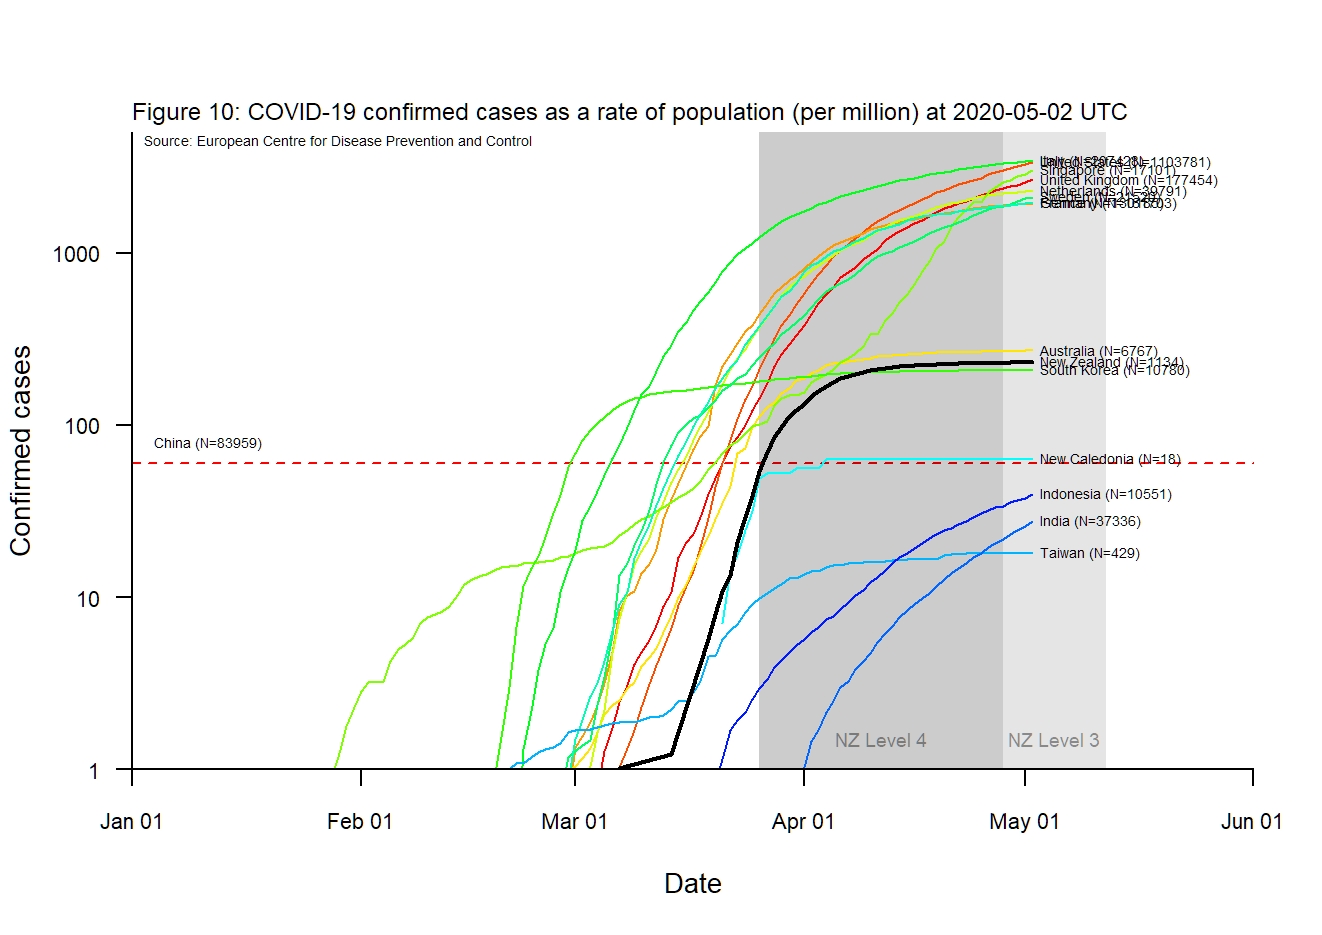 Figure 10: COVID-19 confirmed cases as a rate of population (per million) at 2020-05-02 UTC
Source: European Centre for Disease Prevention and Control
Singapore (N=17101)
United Kingdom (N=177454)
Netherlands (N=39791)
1000
Australia (N=6767)
New Zealand (N=1134)
South Korea (N=10780)
100
China (N=83959)
New Caledonia (N=18)
Indonesia (N=10551)
India (N=37336)
Taiwan (N=429)
10
NZ Level 4
NZ Level 3
1
Confirmed cases
Jan 01
Feb 01
Mar 01
Apr 01
May 01
Jun 01
Date